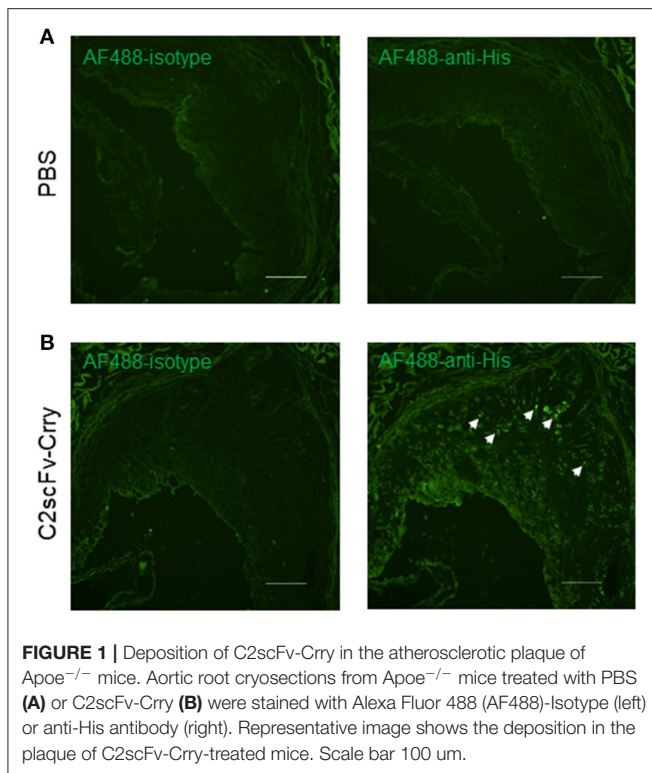 A
AF488-isotype
AF488-anti-His
PBS
B
AF488-isotype
AF488-anti-His
C2scFv-Crry
FIGURE 1 | Deposition of C2scFv-Crry in the atherosclerotic plaque of
Apoe−/− mice. Aortic root cryosections from Apoe−/− mice treated with PBS
(A) or C2scFv-Crry (B) were stained with Alexa Fluor 488 (AF488)-Isotype (left)
or anti-His antibody (right). Representative image shows the deposition in the
plaque of C2scFv-Crry-treated mice. Scale bar 100 um.